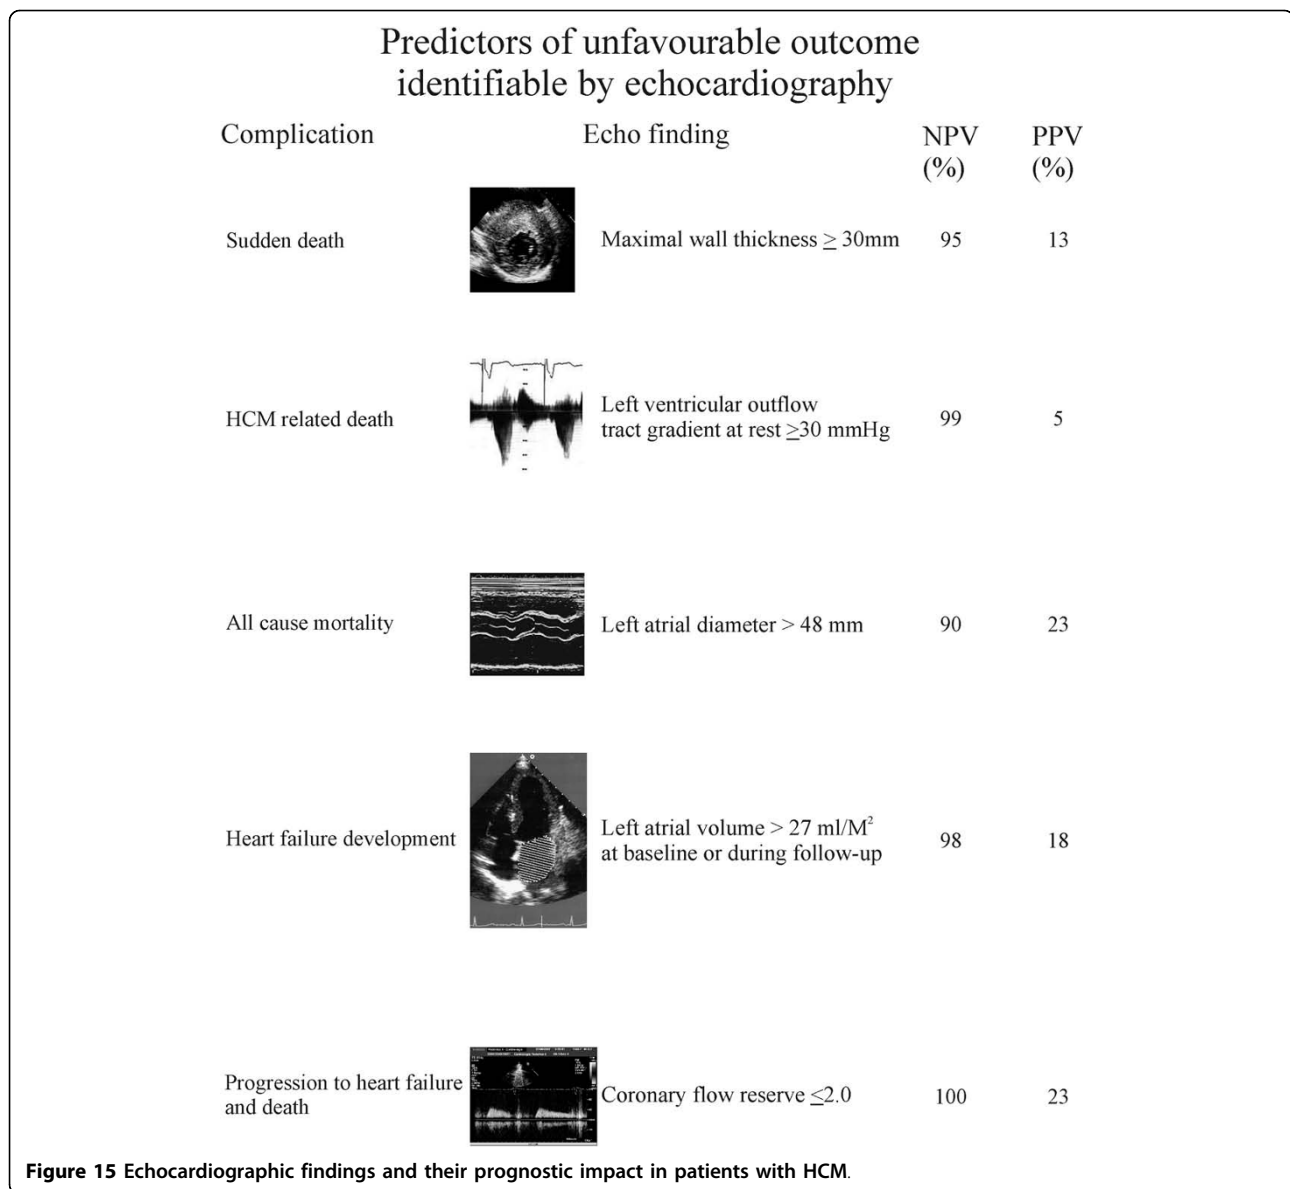 Predictors of unfavourable outcome
identifiable by echocardiography
Complication Echo finding NPV (%) PPV (%)
Sudden death Maximal wall thickness ≥ 30mm 95 13
HCM related death Left ventricular outflow
tract gradient at rest ≥30 mmHg 99 5
All cause mortality Left atrial diameter > 48 mm 90 23
Heart failure development Left atrial volume > 27 ml/M²
at baseline or during follow-up 98 18
Progression to heart failure
and death Coronary flow reserve ≤2.0 100 23
Figure 15 Echocardiographic findings and their prognostic impact in patients with HCM.